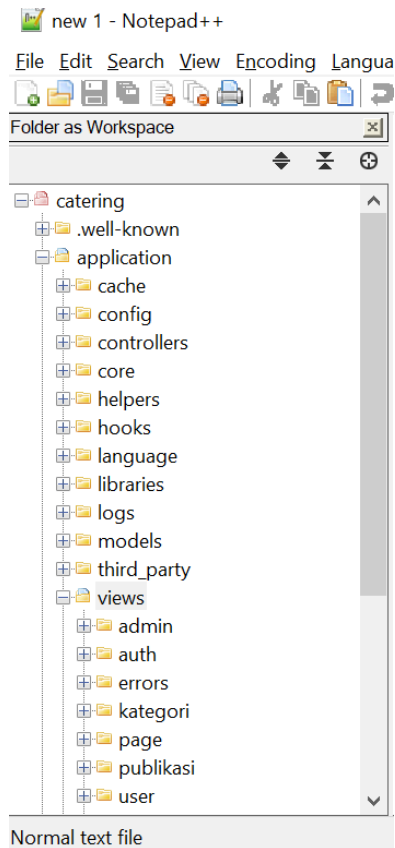 new 1 - Notepad++
File Edit Search View Encoding Langua
Folder as Workspace
catering
.well-known
application
cache
config
controllers
core
helpers
hooks
language
libraries
logs
models
third_party
views
admin
auth
errors
kategori
page
publikasi
user
Normal text file